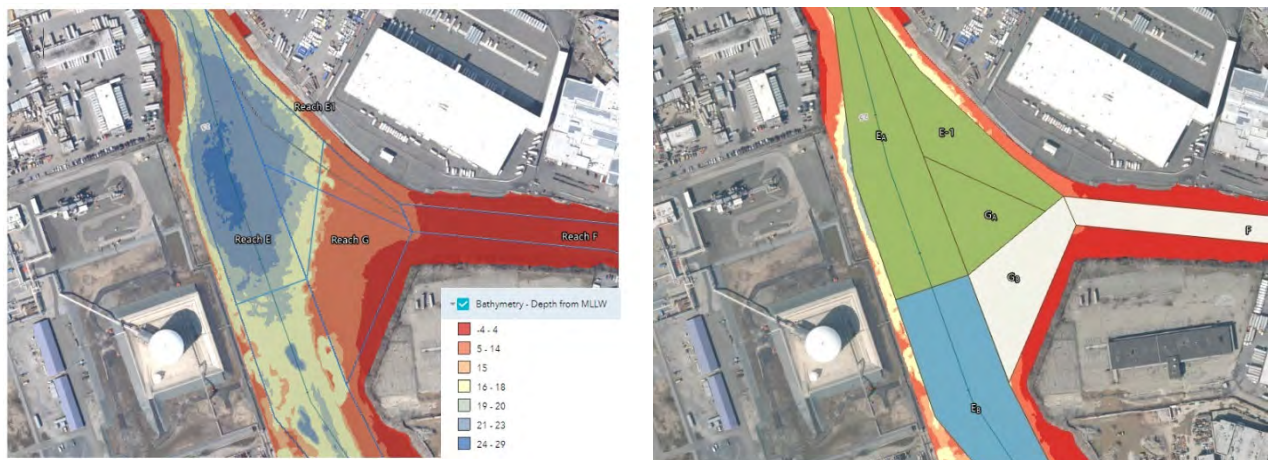 Reach E1
Reach E
Reach G
Reach F
Bathymetry - Depth from MLLW
-4 - 4
5 - 14
15
16 - 18
19 - 20
21 - 23
24 - 29
EA
E-1
GA
GB
F
EB